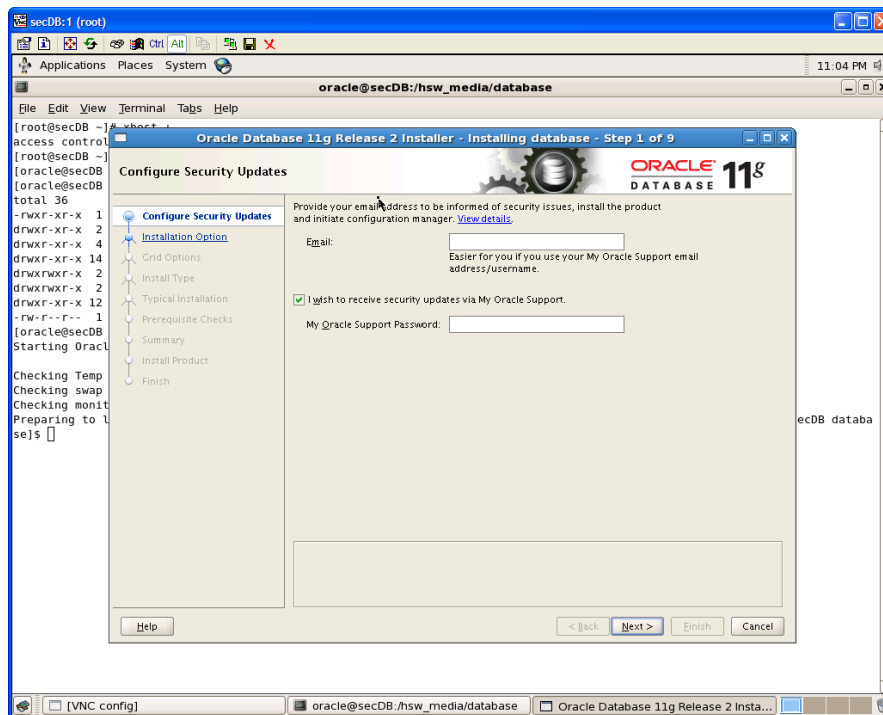 secDB:1 (root)
Ctrl Alt
Applications Places System
11:04 PM
oracle@secDB:/hsw_media/database
File Edit View Terminal Tabs Help
[root@secDB ~]# xhost +
access control
[root@secDB ~]
[oracle@secDB
[oracle@secDB
total 36
-rwxr-xr-x 1
drwxr-xr-x 2
drwxr-xr-x 4
drwxr-xr-x 14
drwxrwxr-x 2
drwxrwxr-x 2
drwxr-xr-x 12
-rw-r--r-- 1
[oracle@secDB
Starting Oracl
Checking Temp
Checking swap
Checking monit
Preparing to l
ecDB databa
se]$
Oracle Database 11g Release 2 Installer - Installing database - Step 1 of 9
Configure Security Updates
ORACLE
DATABASE
11g
Configure Security Updates
Installation Option
Grid Options
Install Type
Typical Installation
Prerequisite Checks
Summary
Install Product
Finish
Provide your email address to be informed of security issues, install the product
and initiate configuration manager. View details.
Email:
Easier for you if you use your My Oracle Support email
address/username.
I wish to receive security updates via My Oracle Support.
My Oracle Support Password:
Help
< Back
Next >
Finish
Cancel
[VNC config]
oracle@secDB:/hsw_media/database
Oracle Database 11g Release 2 Insta...